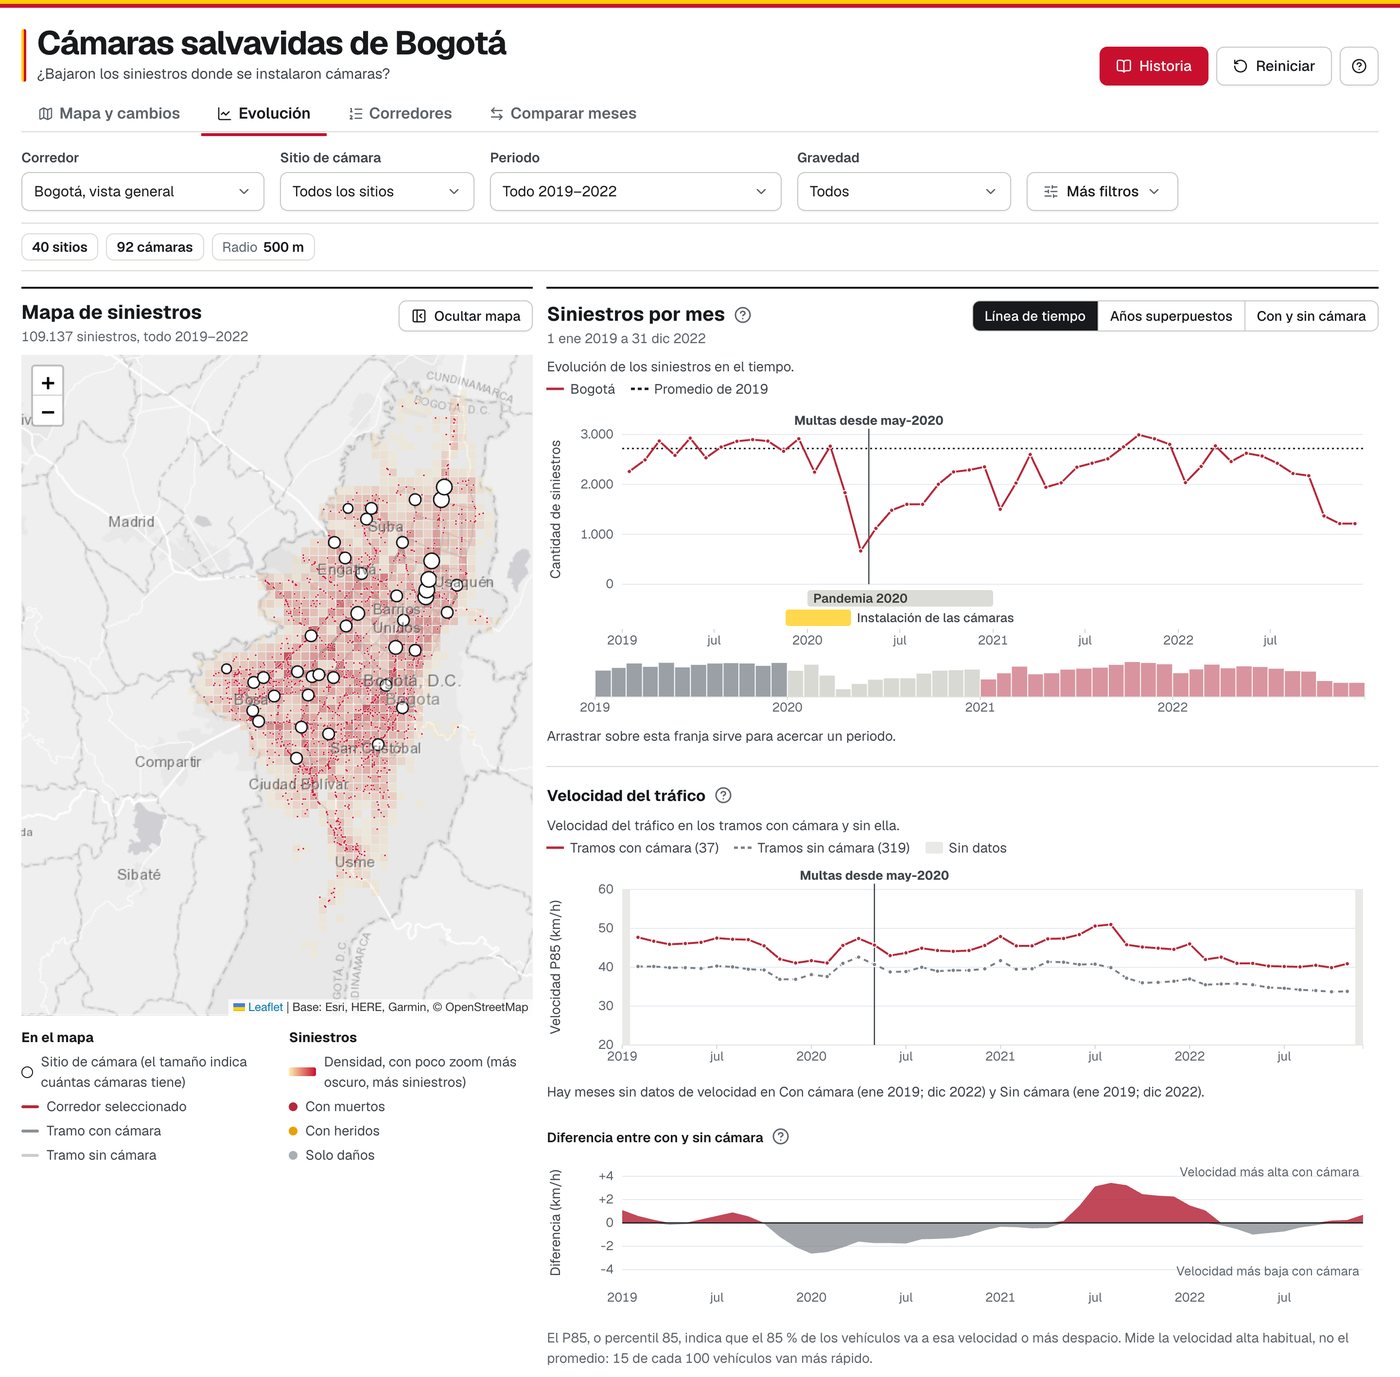 Cámaras salvavidas de Bogotá
¿Bajaron los siniestros donde se instalaron cámaras?
Historia
Reiniciar
Mapa y cambios
Evolución
Corredores
Comparar meses
Corredor
Sitio de cámara
Periodo
Gravedad
Bogotá, vista general
Todos los sitios
Todo 2019–2022
Todos
Más filtros
40 sitios
92 cámaras
Radio 500 m
Mapa de siniestros
109.137 siniestros, todo 2019–2022
Ocultar mapa
+
−
CUNDINAMARCA
BOGOTÁ, D.C.
Madrid
Suba
Engativá
Usaquén
Barrios
Unidos
Bogotá, D.C.
Bogota
Bosa
San Cristóbal
Compartir
Ciudad Bolívar
da
Usme
Sibaté
GOTÁ, D.C.
DINAMARCA
Leaflet | Base: Esri, HERE, Garmin, © OpenStreetMap
En el mapa
Sitio de cámara (el tamaño indica
cuántas cámaras tiene)
Corredor seleccionado
Tramo con cámara
Tramo sin cámara
Siniestros
Densidad, con poco zoom (más
oscuro, más siniestros)
Con muertos
Con heridos
Solo daños
Siniestros por mes
1 ene 2019 a 31 dic 2022
Línea de tiempo
Años superpuestos
Con y sin cámara
Evolución de los siniestros en el tiempo.
Bogotá
Promedio de 2019
Multas desde may-2020
Cantidad de siniestros
3.000
2.000
1.000
0
Pandemia 2020
Instalación de las cámaras
2019 jul 2020 jul 2021 jul 2022 jul
2019 2020 2021 2022
Arrastrar sobre esta franja sirve para acercar un periodo.
Velocidad del tráfico
Velocidad del tráfico en los tramos con cámara y sin ella.
Tramos con cámara (37)
Tramos sin cámara (319)
Sin datos
Multas desde may-2020
Velocidad P85 (km/h)
60
50
40
30
20
2019 jul 2020 jul 2021 jul 2022 jul
Hay meses sin datos de velocidad en Con cámara (ene 2019; dic 2022) y Sin cámara (ene 2019; dic 2022).
Diferencia entre con y sin cámara
Diferencia (km/h)
+4
+2
0
−2
−4
Velocidad más alta con cámara
Velocidad más baja con cámara
2019 jul 2020 jul 2021 jul 2022 jul
El P85, o percentil 85, indica que el 85 % de los vehículos va a esa velocidad o más despacio. Mide la velocidad alta habitual, no el
promedio: 15 de cada 100 vehículos van más rápido.